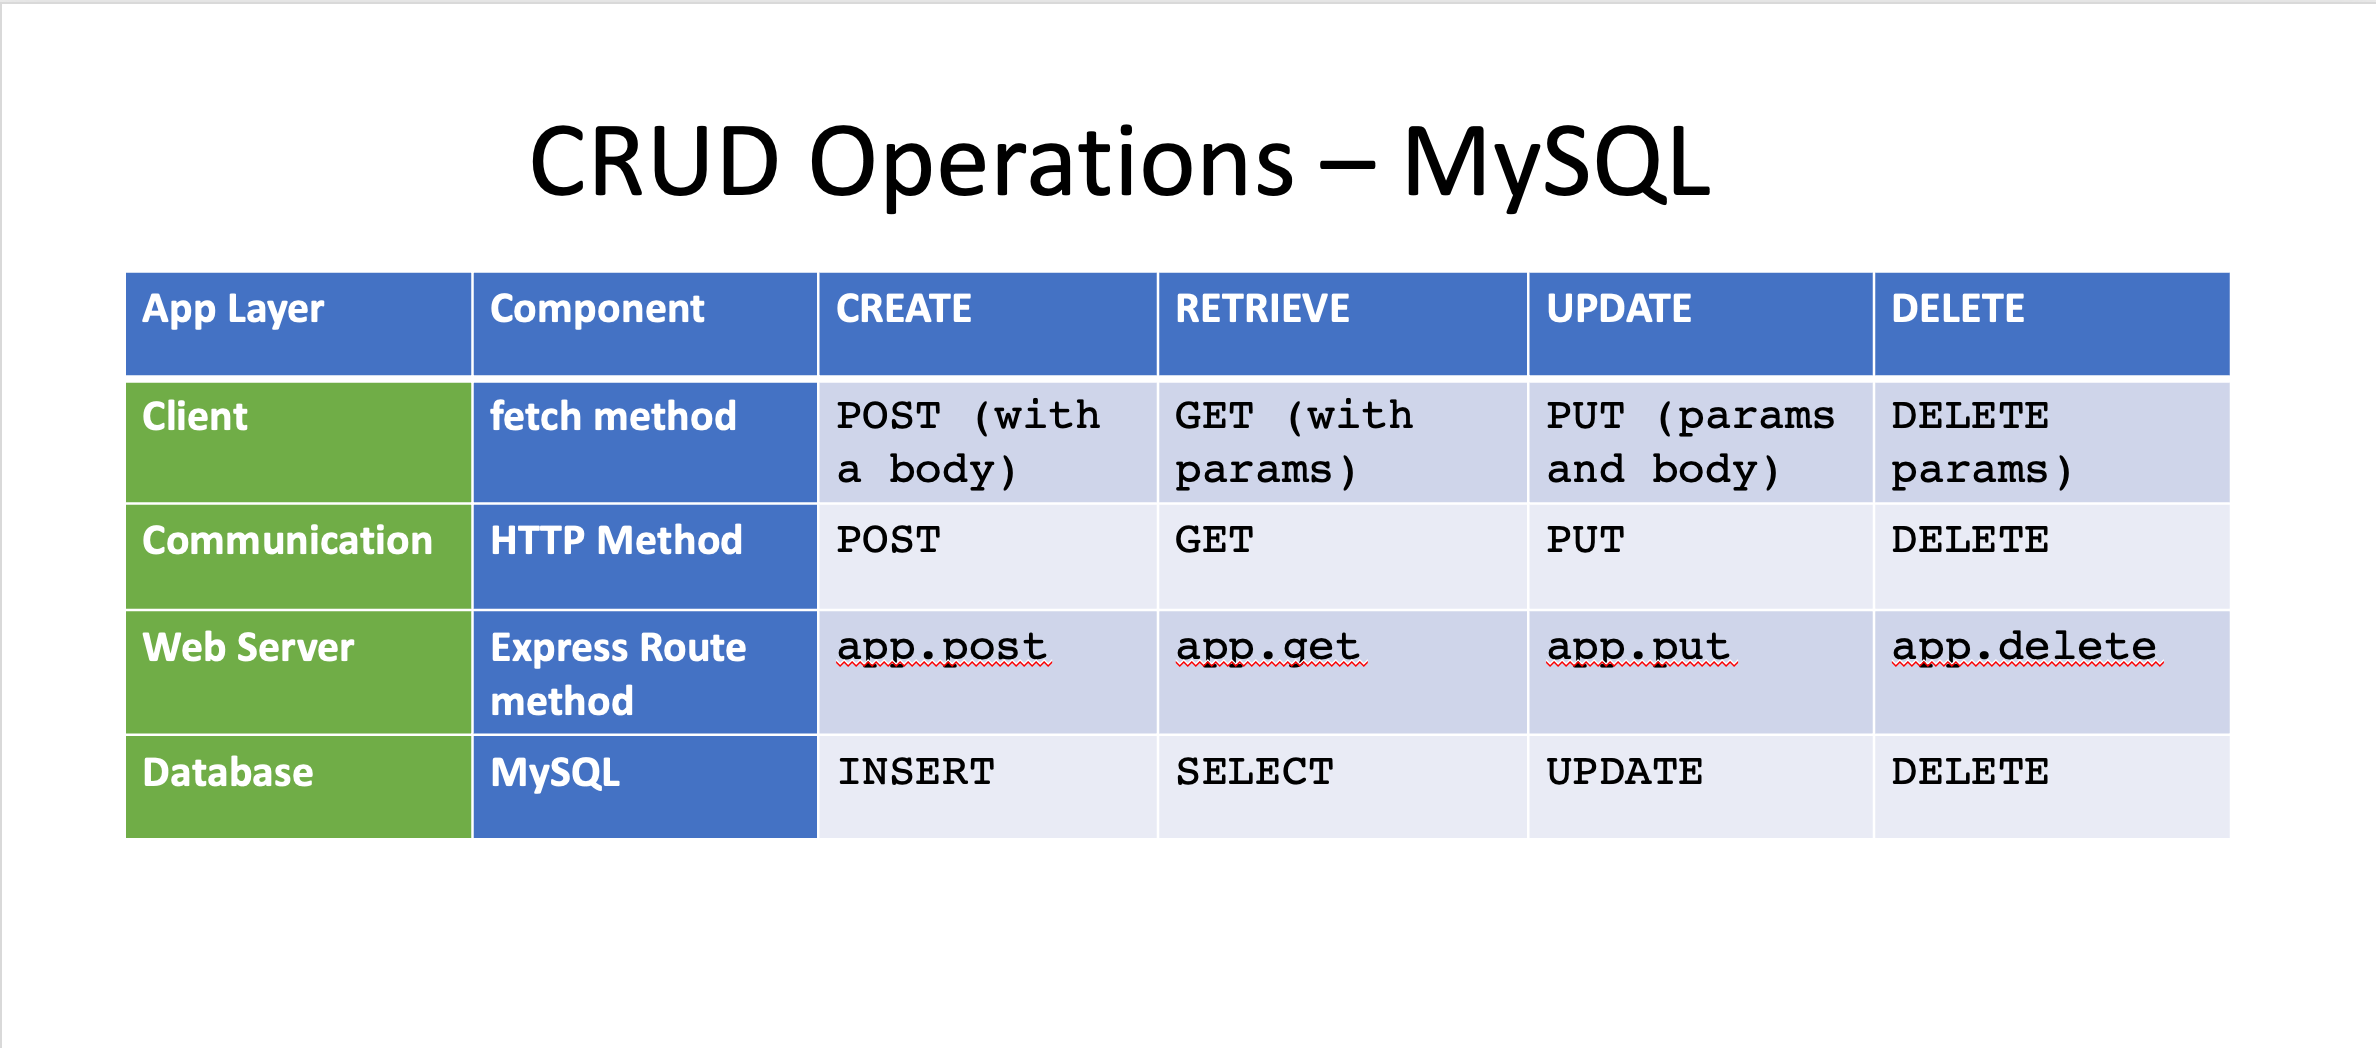 CRUD Operations – MySQL
App Layer Component CREATE RETRIEVE UPDATE DELETE
Client fetch method POST (with GET (with PUT (params DELETE
a body) params) and body) params)
Communication HTTP Method POST GET PUT DELETE
Web Server Express Route app.post app.get app.put app.delete
method
Database MySQL INSERT SELECT UPDATE DELETE